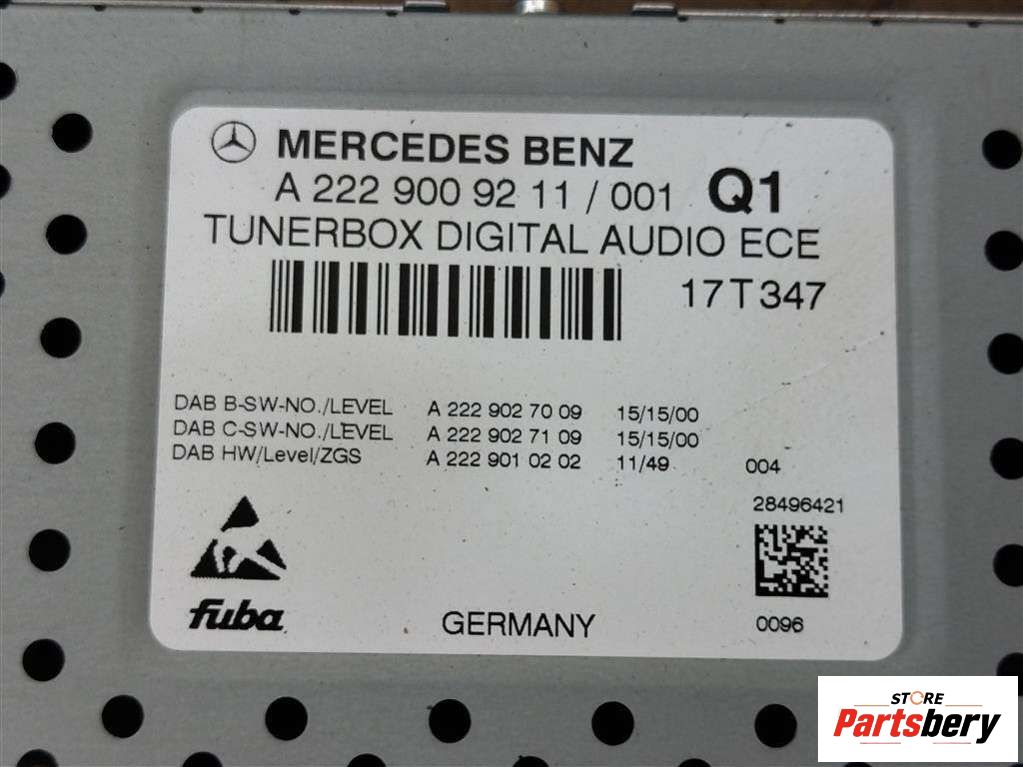 MERCEDES BENZ
A 222 900 92 11 / 001 Q1
TUNERBOX DIGITAL AUDIO ECE
17T347
DAB B-SW-NO./LEVEL A 222 902 70 09 15/15/00
DAB C-SW-NO./LEVEL A 222 902 71 09 15/15/00
DAB HW/Level/ZGS A 222 901 02 02 11/49 004
28496421
fuba GERMANY 0096
STORE
Partsbery